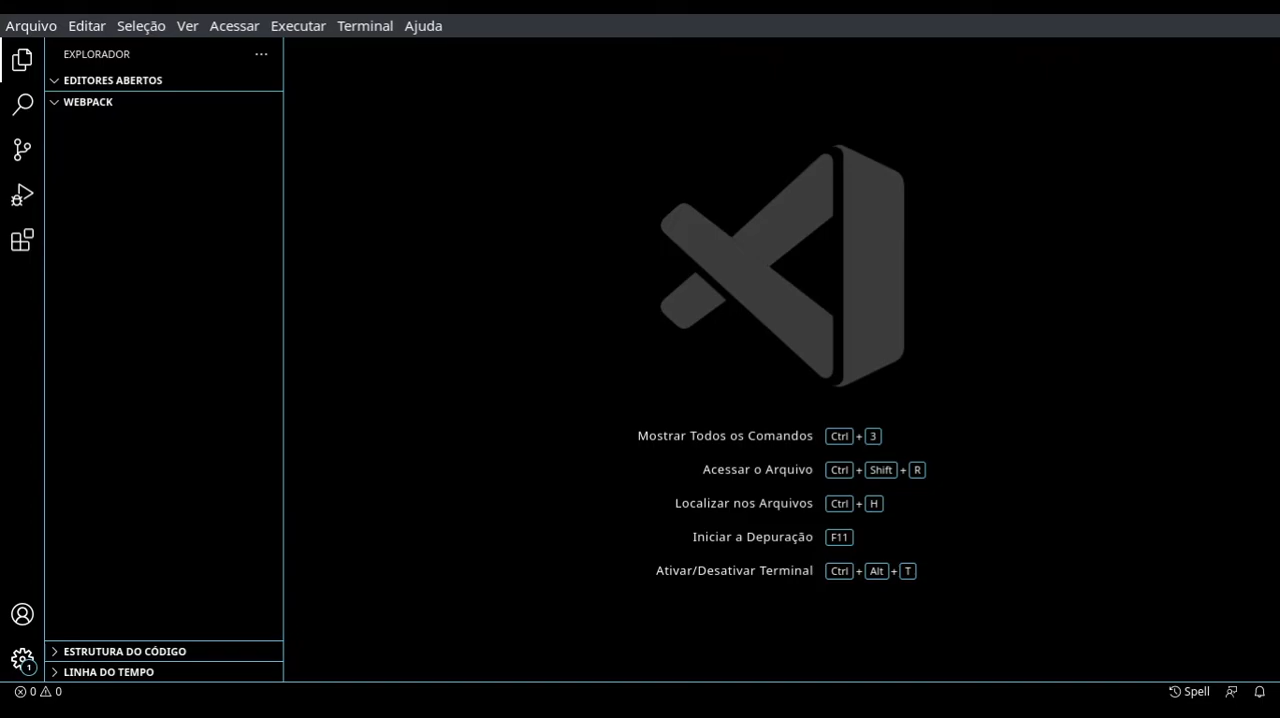 Arquivo Editar Seleção Ver Acessar Executar Terminal Ajuda
EXPLORADOR ...
EDITORES ABERTOS
WEBPACK
Mostrar Todos os Comandos Ctrl + 3
Acessar o Arquivo Ctrl + Shift + R
Localizar nos Arquivos Ctrl + H
Iniciar a Depuração F11
Ativar/Desativar Terminal Ctrl + Alt + T
1
ESTRUTURA DO CÓDIGO
LINHA DO TEMPO
0 0 Spell